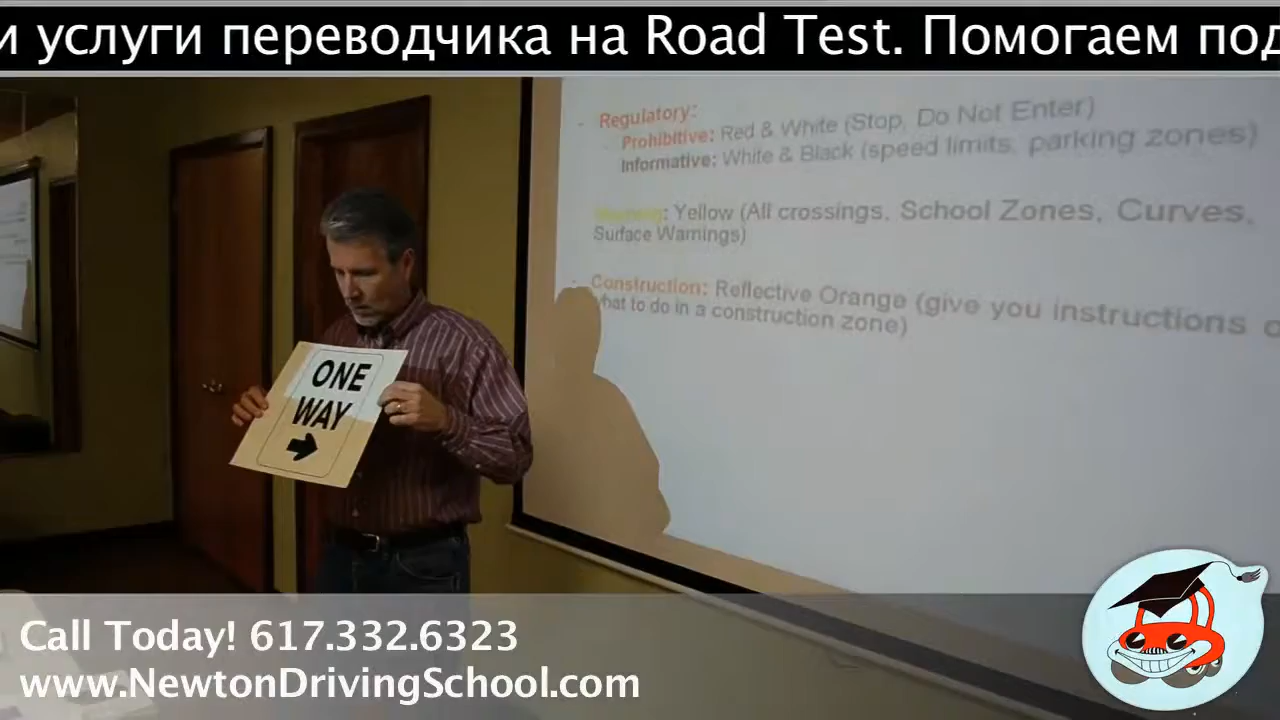 и услуги переводчика на Road Test. Помогаем под
Regulatory:
Prohibitive: Red & White (Stop, Do Not Enter)
Informative: White & Black (speed limits, parking zones)
Warning: Yellow (All crossings, School Zones, Curves,
Surface Warnings)
Construction: Reflective Orange (give you instructions
what to do in a construction zone)
ONE
WAY
Call Today! 617.332.6323
www.NewtonDrivingSchool.com